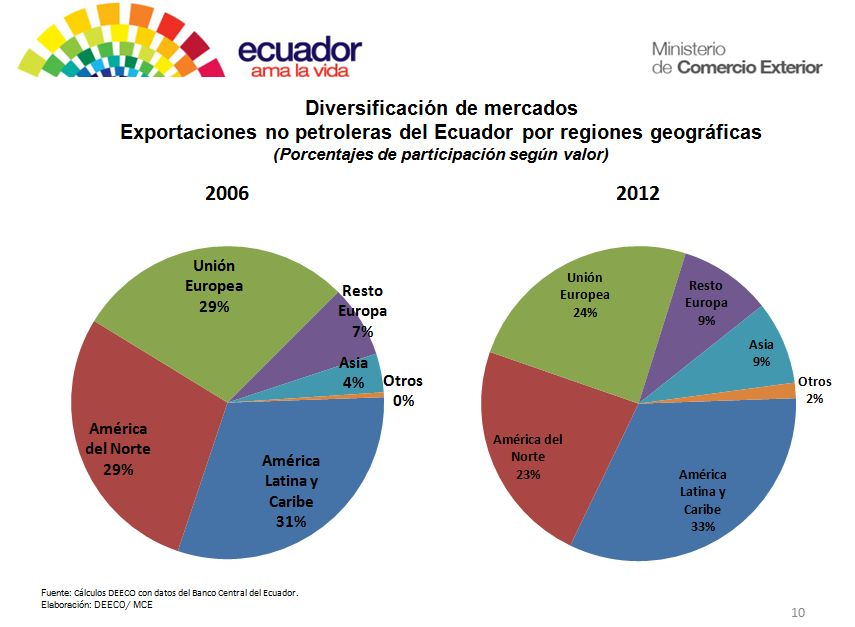 ecuador
ama la vida
Ministerio
de Comercio Exterior
Diversificación de mercados
Exportaciones no petroleras del Ecuador por regiones geográficas
(Porcentajes de participación según valor)
2006
Unión
Europea
29%
Resto
Europa
7%
Asia
4%
Otros
0%
América
del Norte
29%
América
Latina y
Caribe
31%
2012
Unión
Europea
24%
Resto
Europa
9%
Asia
9%
Otros
2%
América del
Norte
23%
América
Latina y
Caribe
33%
Fuente: Cálculos DEECO con datos del Banco Central del Ecuador.
Elaboración: DEECO/ MCE
10